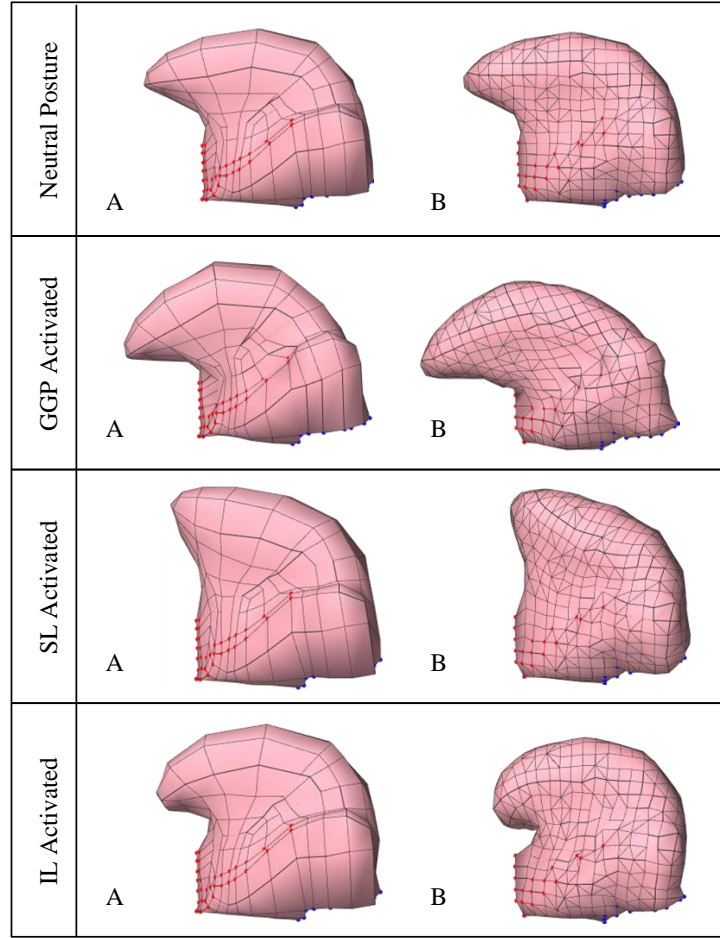 Neutral Posture
A
B
GGP Activated
A
B
SL Activated
A
B
IL Activated
A
B